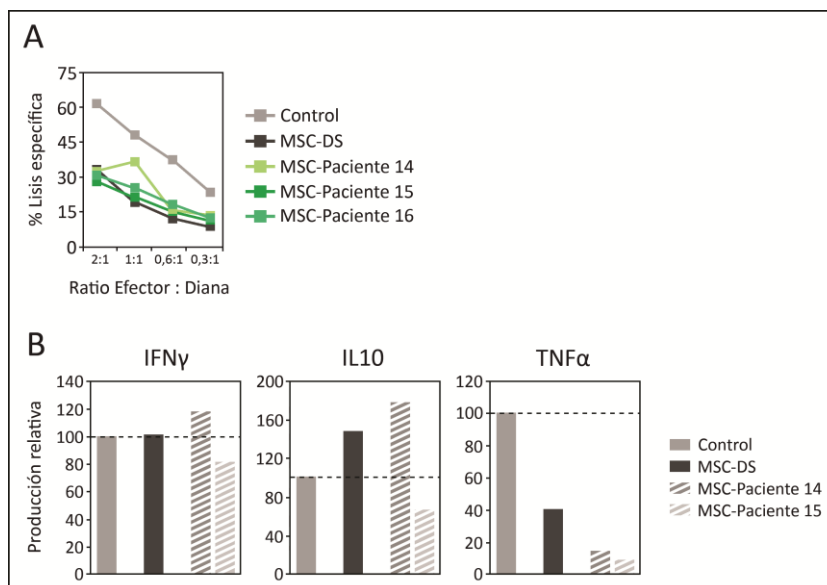 A
75
60
45
30
15
0
% Lisis específica
2:1 1:1 0,6:1 0,3:1
Ratio Efector : Diana
Control
MSC-DS
MSC-Paciente 14
MSC-Paciente 15
MSC-Paciente 16
B
IFNγ
140
120
100
80
60
40
20
0
Producción relativa
IL10
200
160
120
80
40
0
TNFα
120
100
80
60
40
20
0
Control
MSC-DS
MSC-Paciente 14
MSC-Paciente 15